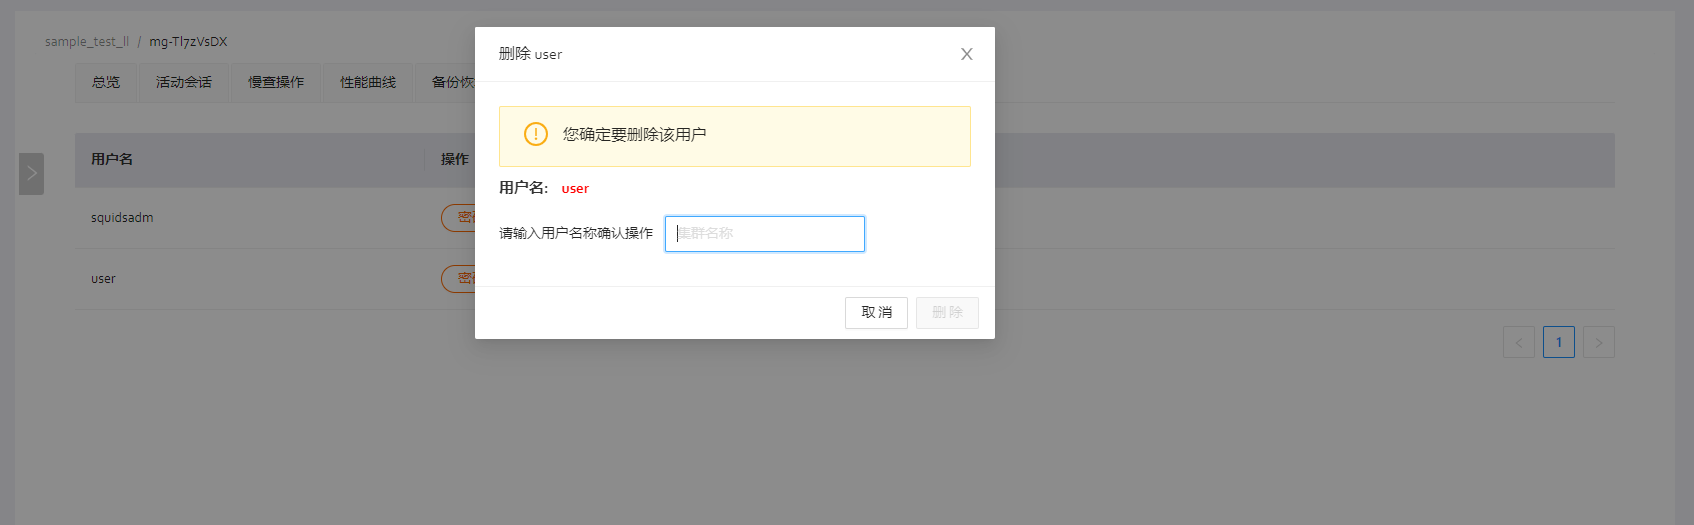 sample_test_ll / mg-Tl7zVsDX
总览 活动会话 慢查操作 性能曲线 备份恢
用户名 操作
squidsadm
user
删除 user
您确定要删除该用户
用户名: user
请输入用户名称确认操作 集群名称
取 消 删 除
< 1 >